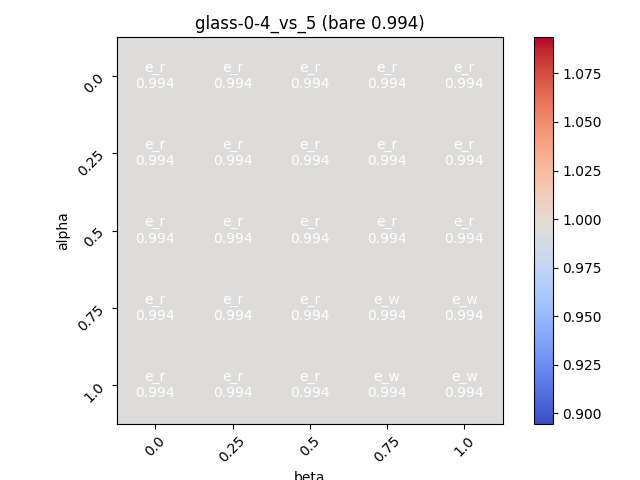 glass-0-4_vs_5 (bare 0.994)
alpha
0.0
e_r e_r e_r e_r e_r
0.994 0.994 0.994 0.994 0.994
0.25
e_r e_r e_r e_r e_r
0.994 0.994 0.994 0.994 0.994
0.5
e_r e_r e_r e_r e_r
0.994 0.994 0.994 0.994 0.994
0.75
e_r e_r e_r e_w e_w
0.994 0.994 0.994 0.994 0.994
1.0
e_r e_r e_r e_w e_w
0.994 0.994 0.994 0.994 0.994
0.0 0.25 0.5 0.75 1.0
beta
1.075
1.050
1.025
1.000
0.975
0.950
0.925
0.900